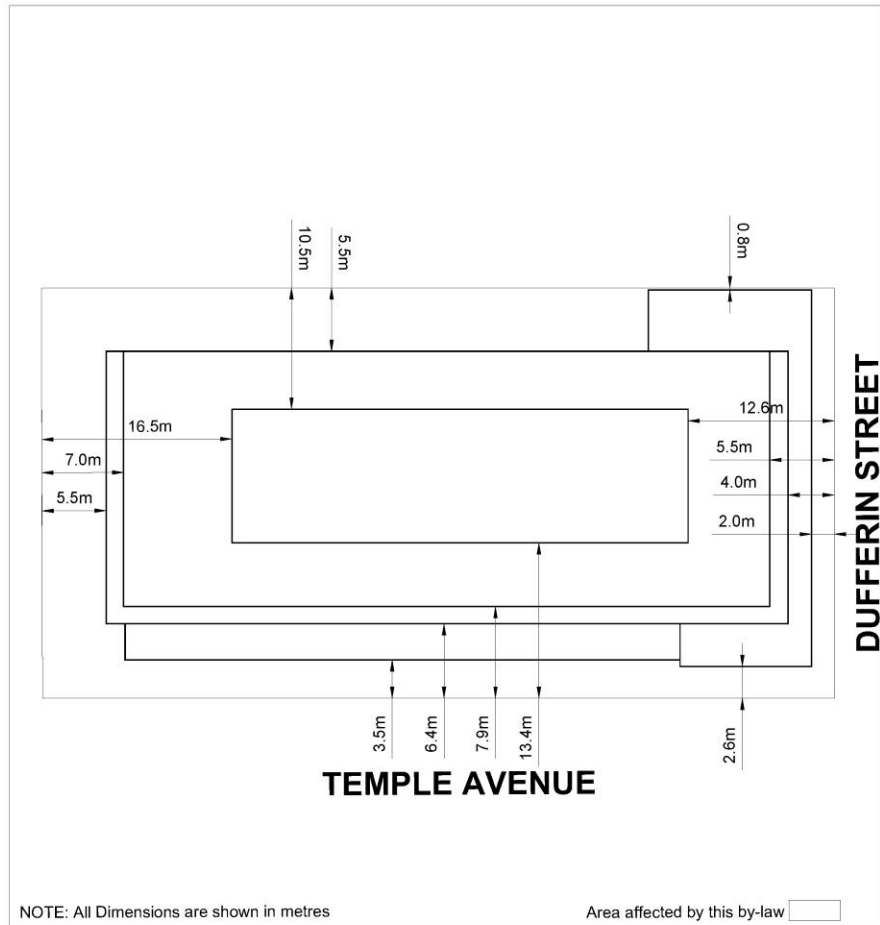 10.5m
5.5m
0.8m
16.5m
7.0m
5.5m
12.6m
5.5m
4.0m
2.0m
DUFFERIN STREET
3.5m
6.4m
7.9m
13.4m
2.6m
TEMPLE AVENUE
NOTE: All Dimensions are shown in metres
Area affected by this by-law